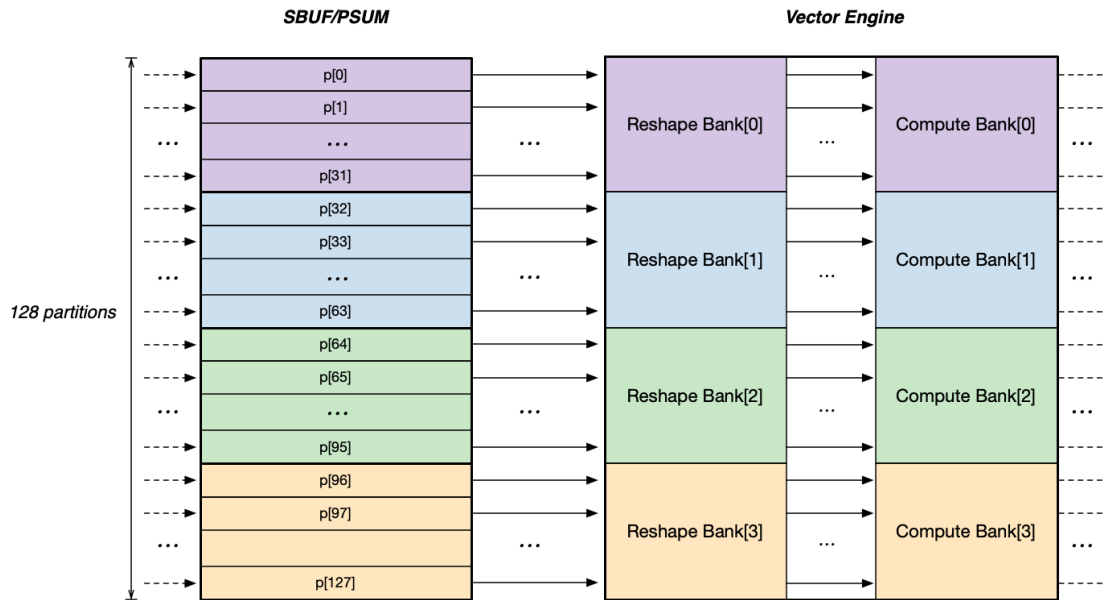 SBUF/PSUM
Vector Engine
128 partitions
p[0]
p[1]
...
p[31]
p[32]
p[33]
...
p[63]
p[64]
p[65]
...
p[95]
p[96]
p[97]
p[127]
...
...
...
...
...
...
...
...
Reshape Bank[0]
Reshape Bank[1]
Reshape Bank[2]
Reshape Bank[3]
...
...
...
...
Compute Bank[0]
Compute Bank[1]
Compute Bank[2]
Compute Bank[3]
...
...
...
...